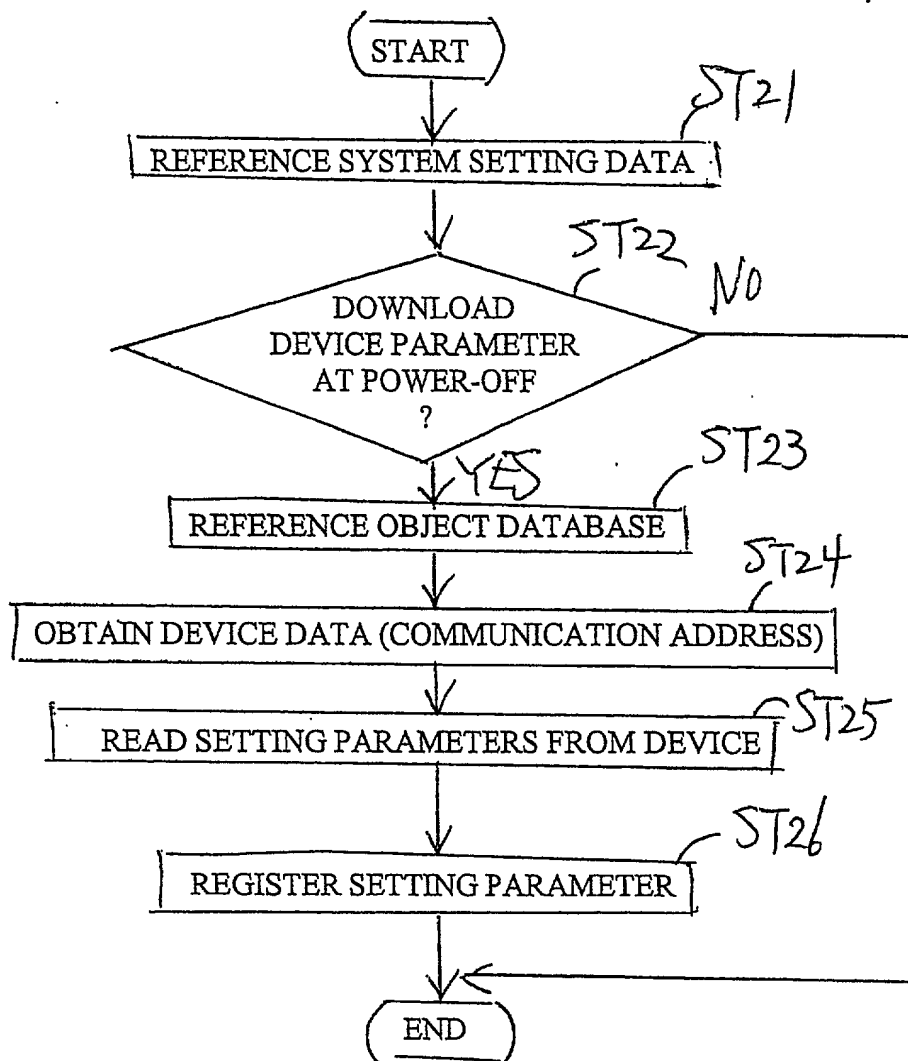 START
ST21
REFERENCE SYSTEM SETTING DATA
ST22
NO
DOWNLOAD
DEVICE PARAMETER
AT POWER-OFF
?
YES
ST23
REFERENCE OBJECT DATABASE
ST24
OBTAIN DEVICE DATA (COMMUNICATION ADDRESS)
ST25
READ SETTING PARAMETERS FROM DEVICE
ST26
REGISTER SETTING PARAMETER
END